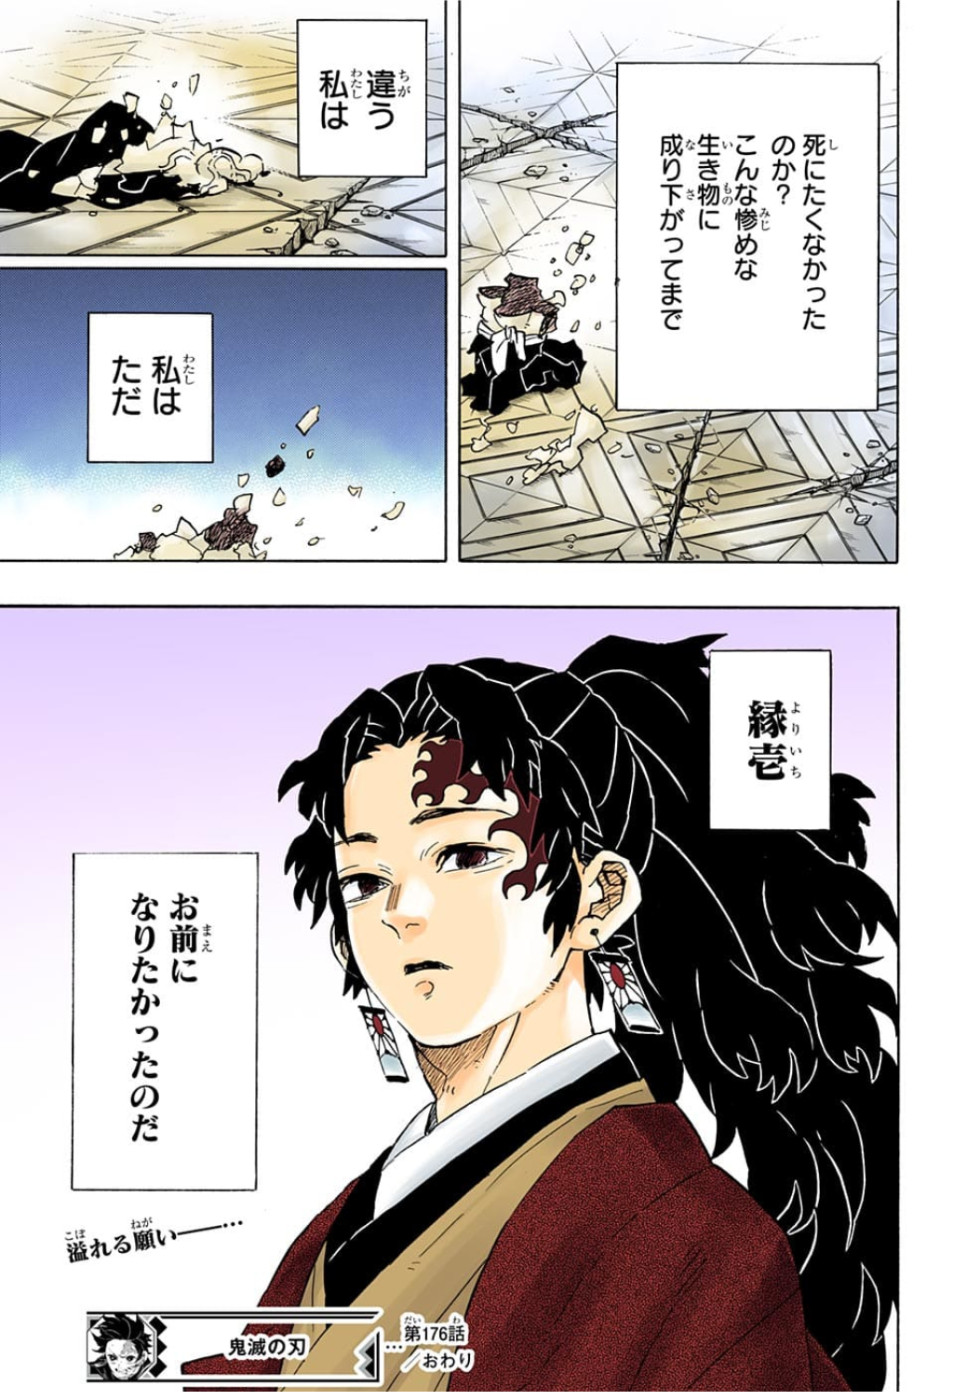 死にたくなかった
のか?
こんな惨めな
生き物に
成り下がってまで
違う
私は
私は
ただ
縁壱
お前に
なりたかったのだ
溢れる願い――…
鬼滅の刃
…第176話
/おわり